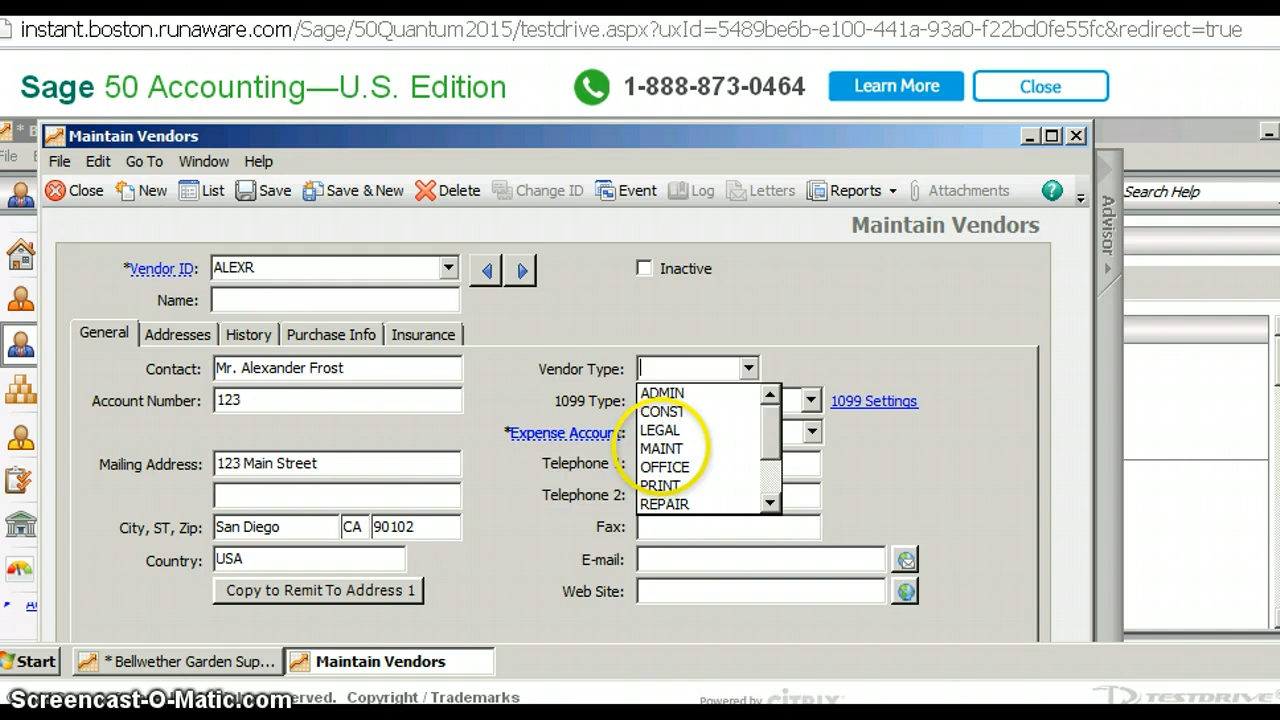 instant.boston.runaware.com/Sage/50Quantum2015/testdrive.aspx?uxId=5489be6b-e100-441a-93a0-f22bd0fe55fc&redirect=true
Sage 50 Accounting—U.S. Edition 1-888-873-0464 Learn More Close
* B Maintain Vendors
File
File Edit Go To Window Help
Close New List Save Save & New Delete Change ID Event Log Letters Reports Attachments
Search Help
Maintain Vendors
Advisor
*Vendor ID: ALEXR Inactive
Name:
General Addresses History Purchase Info Insurance
Contact: Mr. Alexander Frost Vendor Type:
Account Number: 123 1099 Type: 1099 Settings
*Expense Account:
ADMIN
CONST
LEGAL
MAINT
OFFICE
PRINT
REPAIR
Mailing Address: 123 Main Street Telephone
Telephone 2:
City, ST, Zip: San Diego CA 90102 Fax:
Country: USA E-mail:
Copy to Remit To Address 1 Web Site:
Start * Bellwether Garden Sup... Maintain Vendors
Copyright / Trademarks Powered by CITRIX TESTDRIVE
Screencast-O-Matic.com